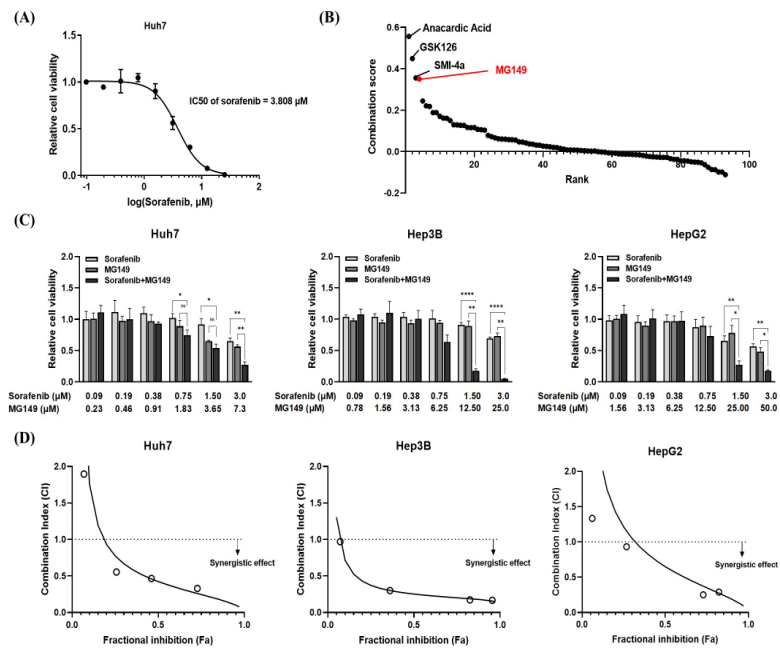 (A)
Huh7
Relative cell viability
1.5
1.0
0.5
0.0
-1
0
1
2
log(Sorafenib, μM)
IC50 of sorafenib = 3.808 μM
(B)
Combination score
0.6
0.4
0.2
0.0
-0.2
20
40
60
80
100
Rank
Anacardic Acid
GSK126
SMI-4a
MG149
(C)
Huh7
Relative cell viability
2.0
1.5
1.0
0.5
0.0
Sorafenib
MG149
Sorafenib+MG149
* * **
ns ns **
Sorafenib (μM) 0.09 0.19 0.38 0.75 1.50 3.0
MG149 (μM) 0.23 0.46 0.91 1.83 3.65 7.3
Hep3B
Relative cell viability
2.0
1.5
1.0
0.5
0.0
Sorafenib
MG149
Sorafenib+MG149
**** ****
** **
Sorafenib (μM) 0.09 0.19 0.38 0.75 1.50 3.0
MG149 (μM) 0.78 1.56 3.13 6.25 12.50 25.0
HepG2
Relative cell viability
2.0
1.5
1.0
0.5
0.0
Sorafenib
MG149
Sorafenib+MG149
** **
* *
Sorafenib (μM) 0.09 0.19 0.38 0.75 1.50 3.0
MG149 (μM) 1.56 3.13 6.25 12.50 25.00 50.0
(D)
Huh7
Combination Index (CI)
2.0
1.5
1.0
0.5
0.0
0.0 0.5 1.0
Synergistic effect
Fractional inhibition (Fa)
Hep3B
Combination Index (CI)
2.0
1.5
1.0
0.5
0.0
0.0 0.5 1.0
Synergistic effect
Fractional inhibition (Fa)
HepG2
Combination Index (CI)
2.0
1.5
1.0
0.5
0.0
0.0 0.5 1.0
Synergistic effect
Fractional inhibition (Fa)